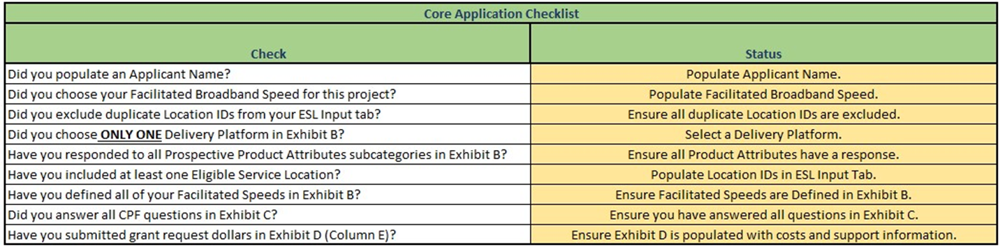 Core Application Checklist
Check Status
Did you populate an Applicant Name? Populate Applicant Name.
Did you choose your Facilitated Broadband Speed for this project? Populate Facilitated Broadband Speed.
Did you exclude duplicate Location IDs from your ESL Input tab? Ensure all duplicate Location IDs are excluded.
Did you choose ONLY ONE Delivery Platform in Exhibit B? Select a Delivery Platform.
Have you responded to all Prospective Product Attributes subcategories in Exhibit B? Ensure all Product Attributes have a response.
Have you included at least one Eligible Service Location? Populate Location IDs in ESL Input Tab.
Have you defined all of your Facilitated Speeds in Exhibit B? Ensure Facilitated Speeds are Defined in Exhibit B.
Did you answer all CPF questions in Exhibit C? Ensure you have answered all questions in Exhibit C.
Have you submitted grant request dollars in Exhibit D (Column E)? Ensure Exhibit D is populated with costs and support information.